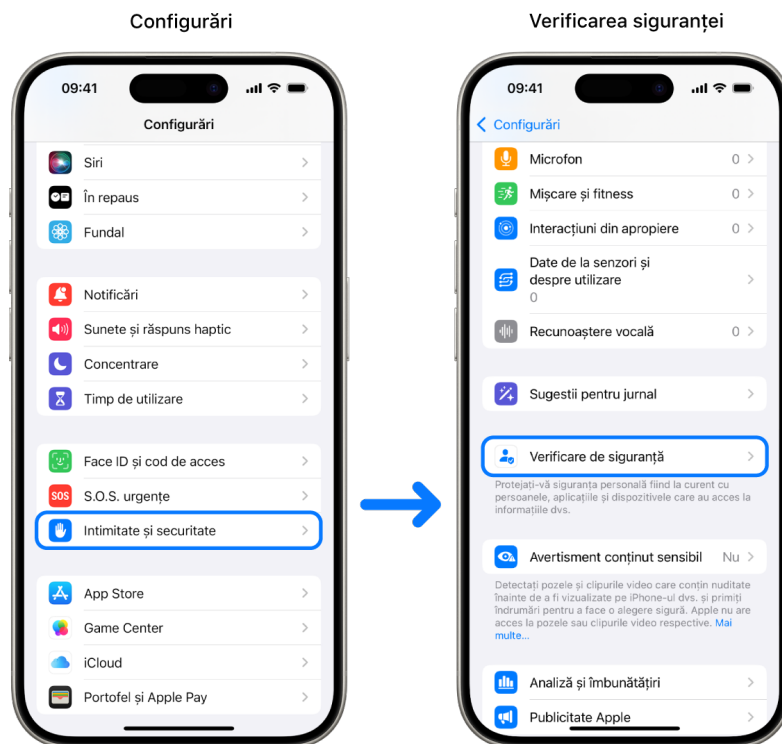 Configurări
09:41
Configurări
Siri
În repaus
Fundal
Notificări
Sunete și răspuns haptic
Concentrare
Timp de utilizare
Face ID și cod de acces
SOS
S.O.S. urgențe
Intimitate și securitate
App Store
Game Center
iCloud
Portofel și Apple Pay
Verificarea siguranței
09:41
Configurări
Microfon 0
Mișcare și fitness 0
Interacțiuni din apropiere 0
Date de la senzori și
despre utilizare
0
Recunoaștere vocală 0
Sugestii pentru jurnal
Verificare de siguranță
Protejați-vă siguranța personală fiind la curent cu
persoanele, aplicațiile și dispozitivele care au acces la
informațiile dvs.
Avertisment conținut sensibil Nu
Detectați pozele și clipurile video care conțin nuditate
înainte de a fi vizualizate pe iPhone-ul dvs. și primiți
îndrumări pentru a face o alegere sigură. Apple nu are
acces la pozele sau clipurile video respective. Mai
multe...
Analiză și îmbunătățiri
Publicitate Apple